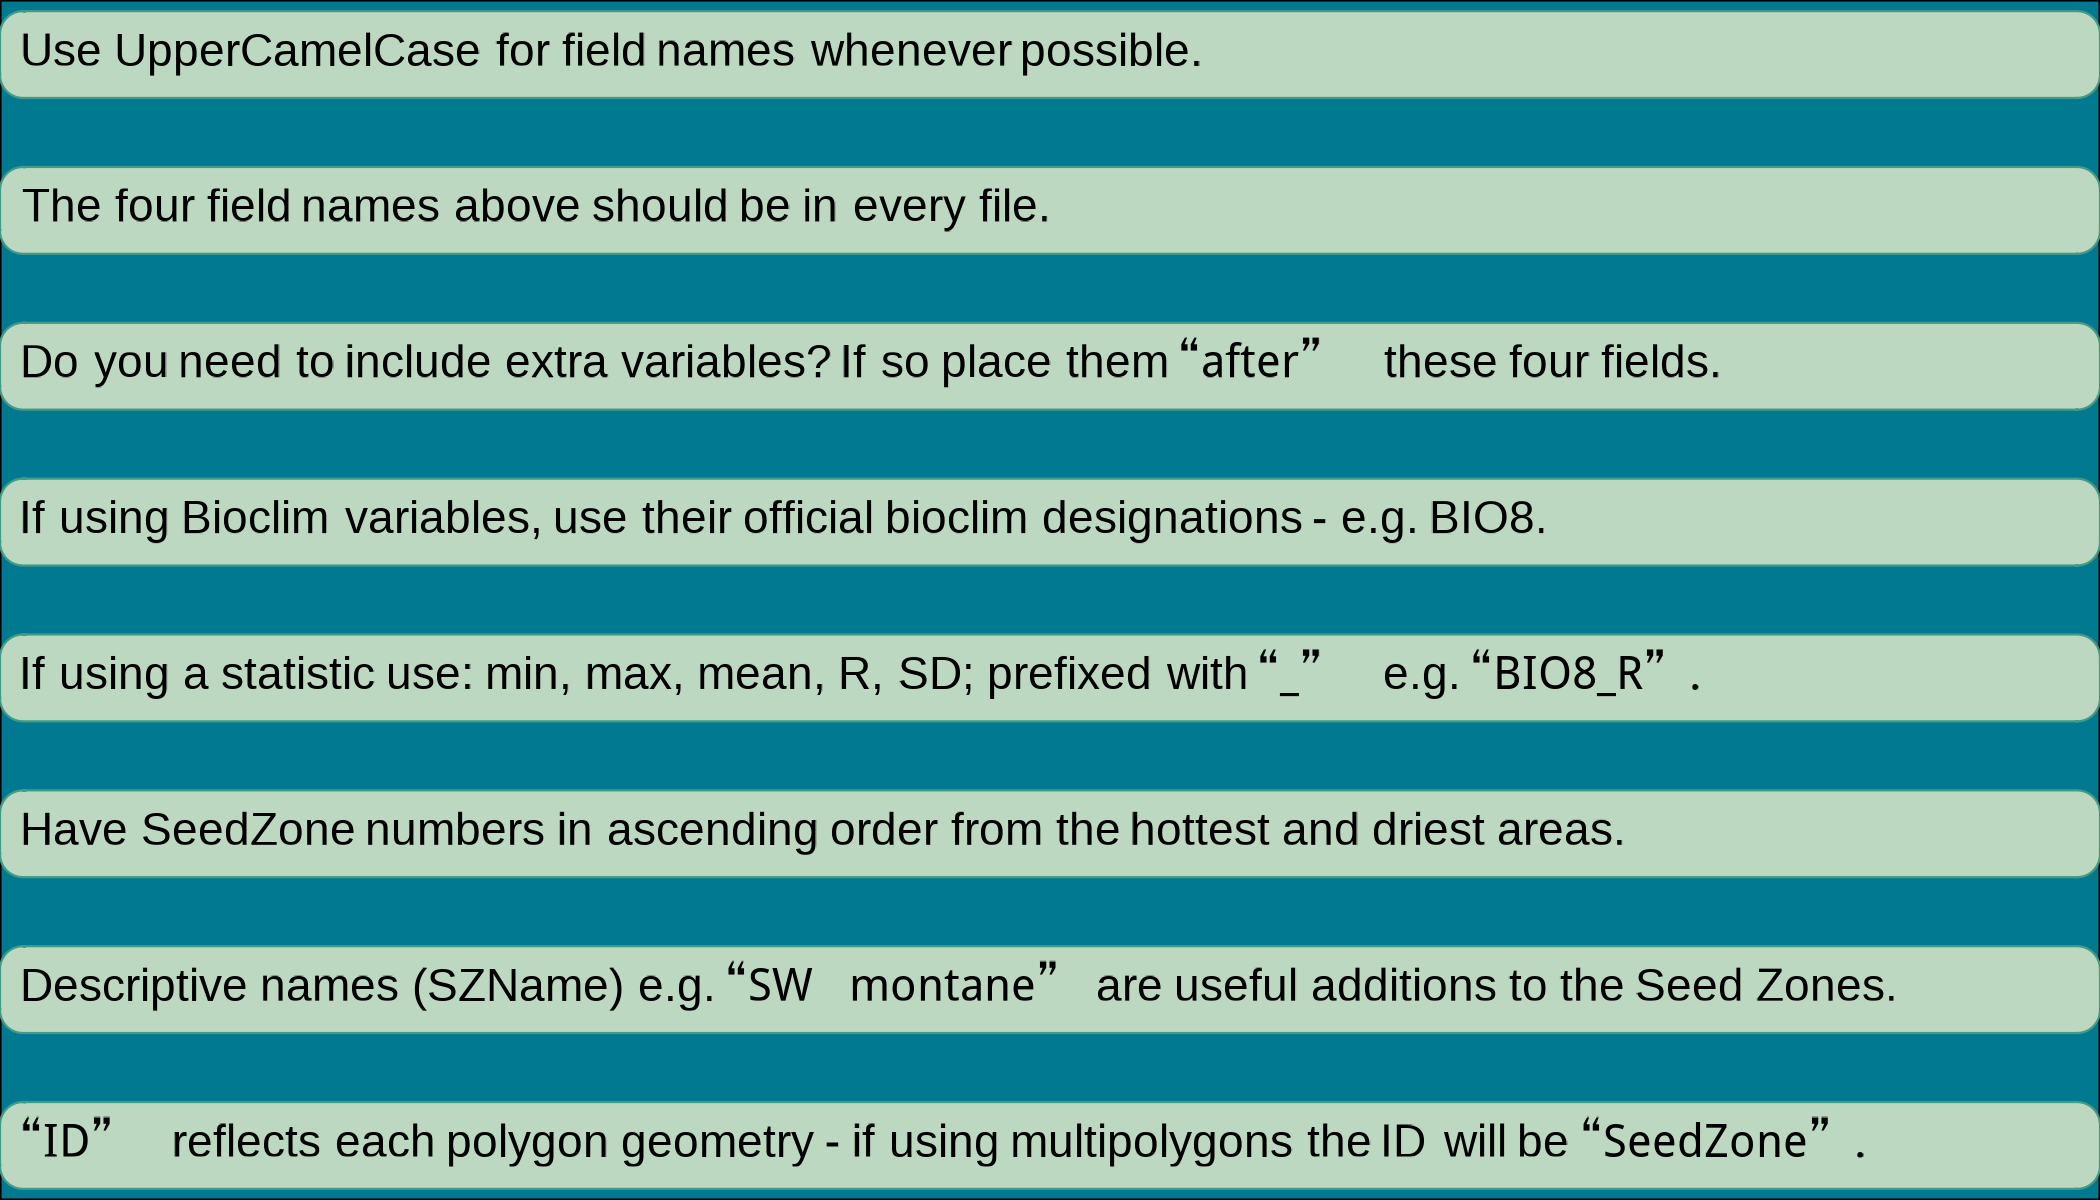 Use UpperCamelCase for field names whenever possible.
The four field names above should be in every file.
Do you need to include extra variables? If so place them “after” these four fields.
If using Bioclim variables, use their official bioclim designations - e.g. BIO8.
If using a statistic use: min, max, mean, R, SD; prefixed with “_” e.g. “BIO8_R” .
Have SeedZone numbers in ascending order from the hottest and driest areas.
Descriptive names (SZName) e.g. “SW montane” are useful additions to the Seed Zones.
“ID” reflects each polygon geometry - if using multipolygons the ID will be “SeedZone” .